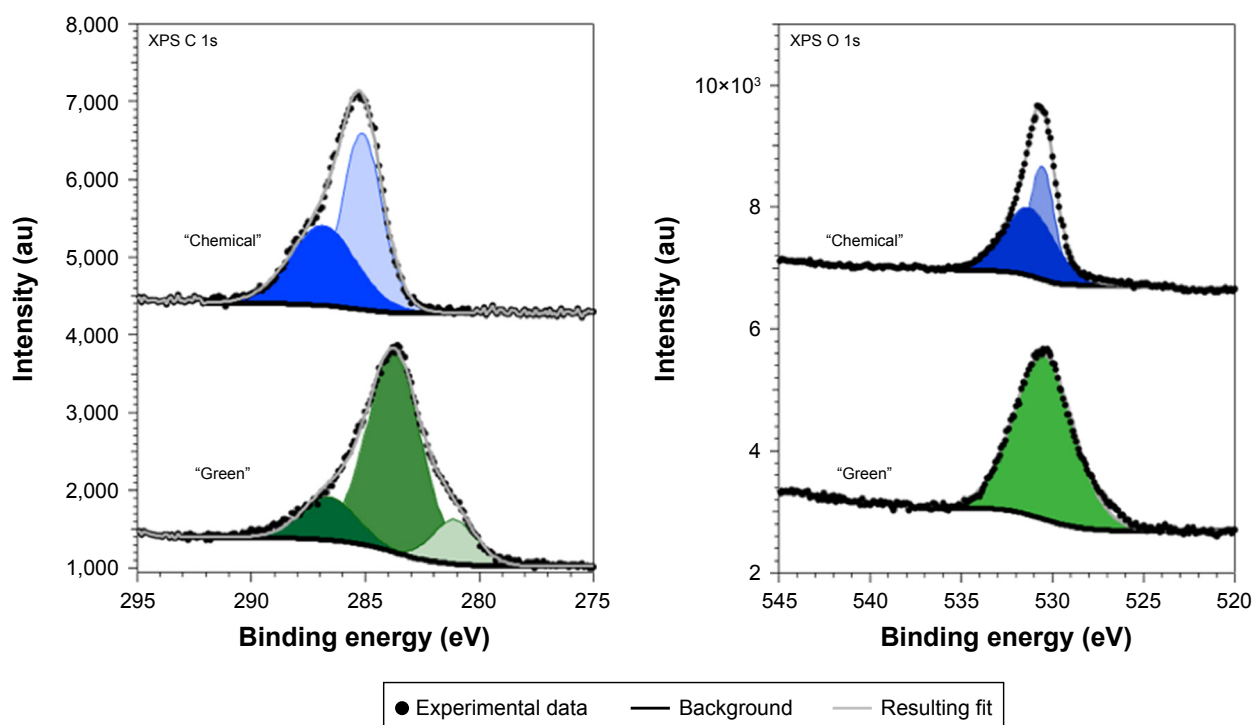 XPS C 1s
8,000
7,000
6,000
5,000
4,000
3,000
2,000
1,000
Intensity (au)
“Chemical”
“Green”
295
290
285
280
275
Binding energy (eV)
XPS O 1s
10×10³
8
6
4
2
Intensity (au)
“Chemical”
“Green”
545
540
535
530
525
520
Binding energy (eV)
Experimental data
Background
Resulting fit